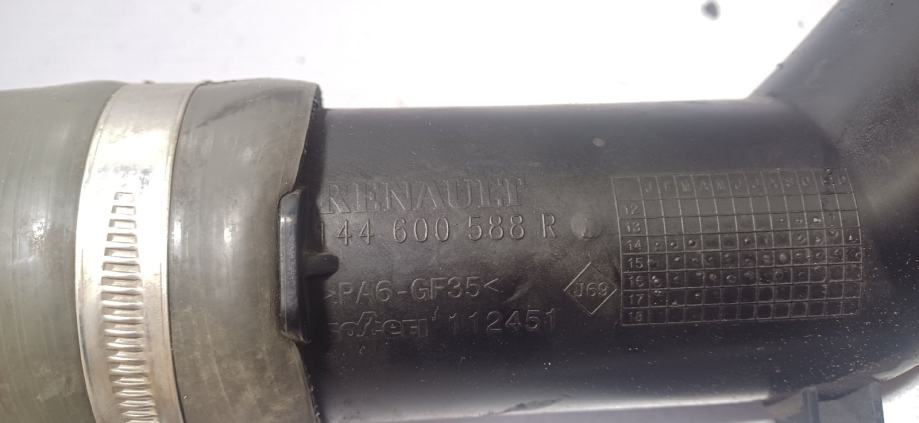 RENAULT
144 600 588 R
>PA6-GF35<
112451
J69
J F M A M J J A S O N D
12
13
14
15
16
17
18